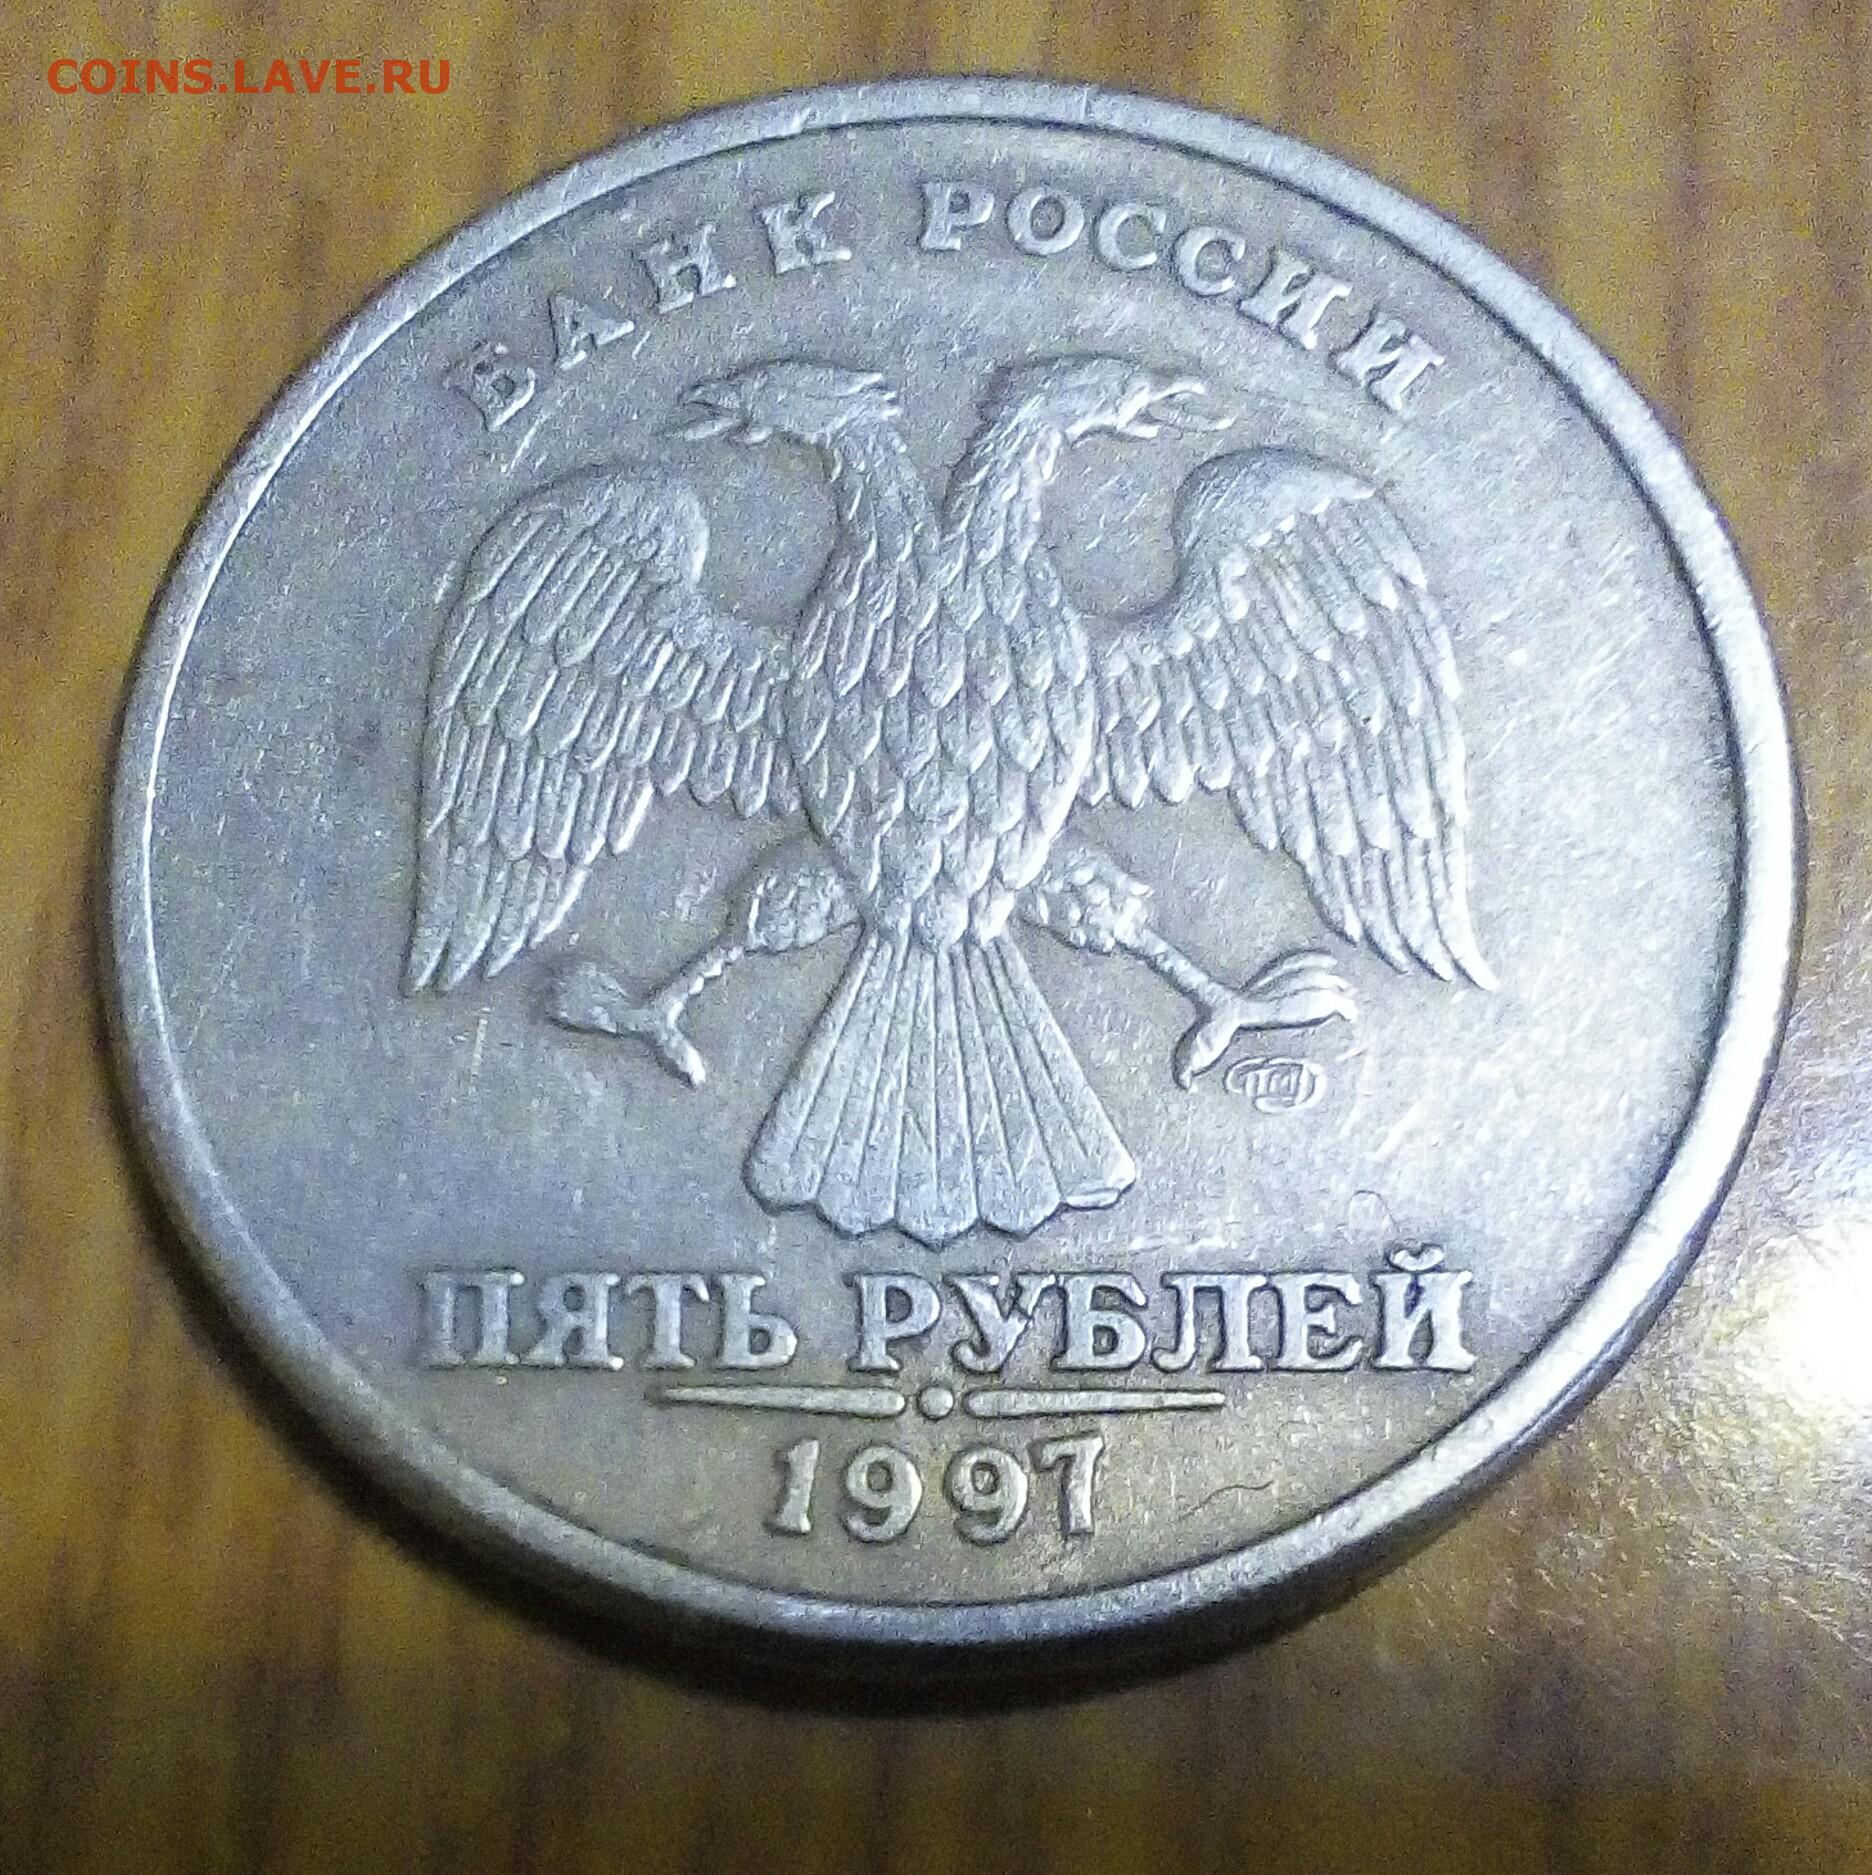 COINS.LAVE.RU
БАНК РОССИИ
ПЯТЬ РУБЛЕЙ
1997